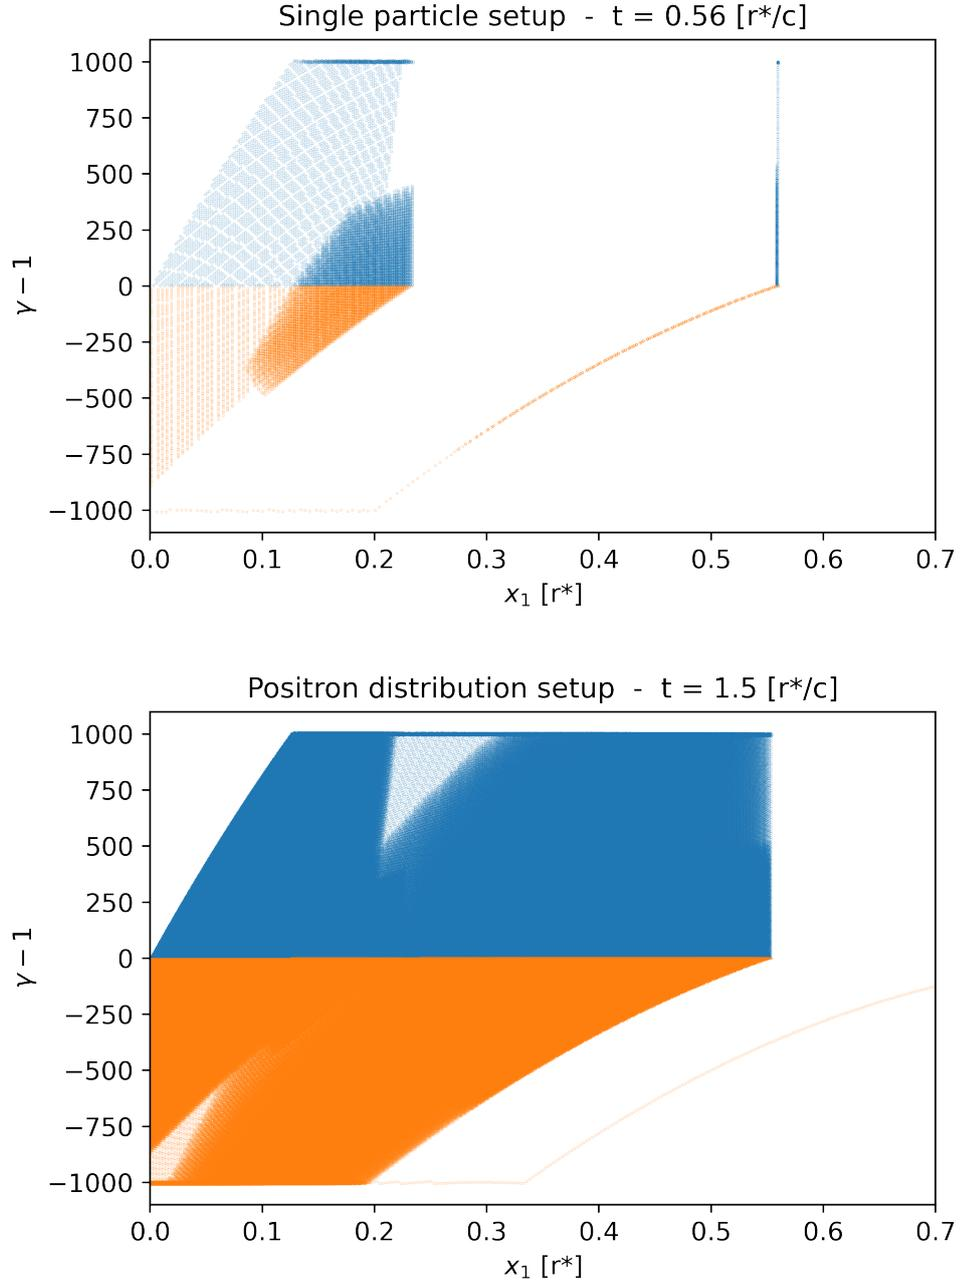 Single particle setup - t = 0.56 [r*/c]
1000
750
500
250
0
−250
−500
−750
−1000
γ − 1
0.0 0.1 0.2 0.3 0.4 0.5 0.6 0.7
x₁ [r*]
Positron distribution setup - t = 1.5 [r*/c]
1000
750
500
250
0
−250
−500
−750
−1000
γ − 1
0.0 0.1 0.2 0.3 0.4 0.5 0.6 0.7
x₁ [r*]